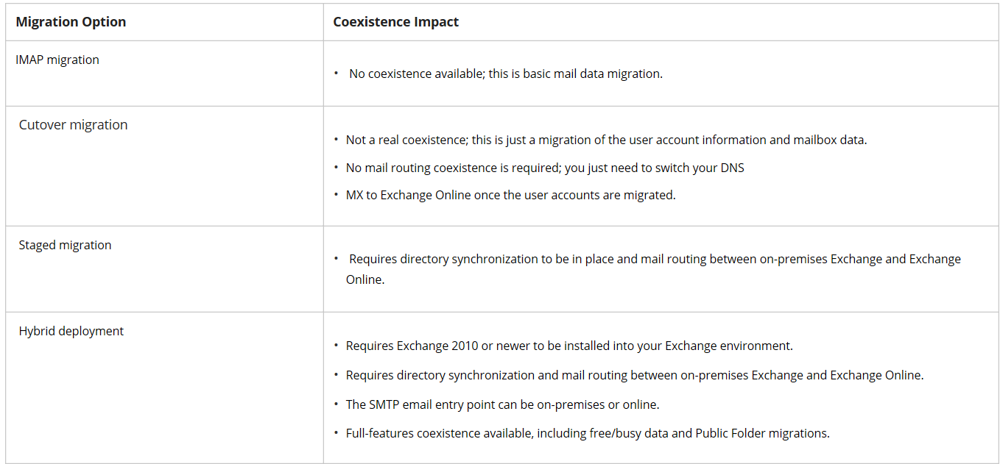 Migration Option
Coexistence Impact
IMAP migration
• No coexistence available; this is basic mail data migration.
Cutover migration
• Not a real coexistence; this is just a migration of the user account information and mailbox data.
• No mail routing coexistence is required; you just need to switch your DNS
• MX to Exchange Online once the user accounts are migrated.
Staged migration
• Requires directory synchronization to be in place and mail routing between on-premises Exchange and Exchange
Online.
Hybrid deployment
• Requires Exchange 2010 or newer to be installed into your Exchange environment.
• Requires directory synchronization and mail routing between on-premises Exchange and Exchange Online.
• The SMTP email entry point can be on-premises or online.
• Full-features coexistence available, including free/busy data and Public Folder migrations.